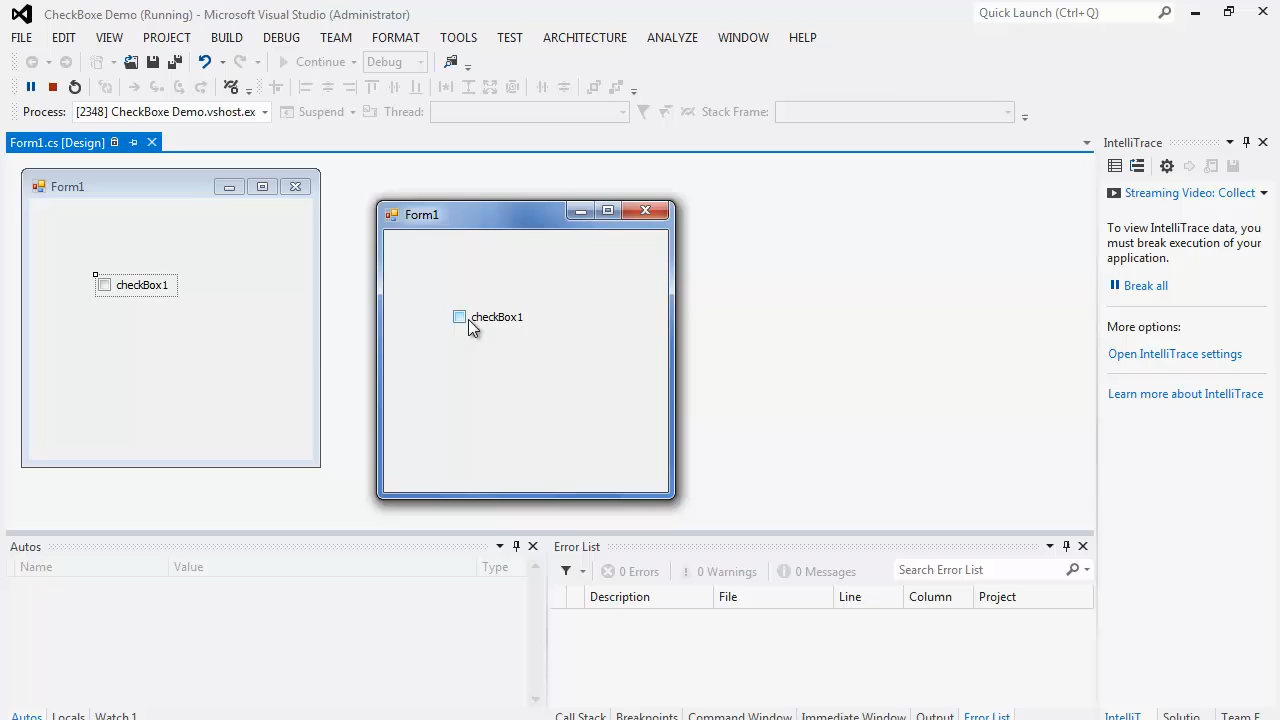 CheckBoxe Demo (Running) - Microsoft Visual Studio (Administrator)
Quick Launch (Ctrl+Q)
FILE EDIT VIEW PROJECT BUILD DEBUG TEAM FORMAT TOOLS TEST ARCHITECTURE ANALYZE WINDOW HELP
Continue Debug
Process: [2348] CheckBoxe Demo.vshost.ex Suspend Thread: Stack Frame:
Form1.cs [Design]
Form1
checkBox1
Form1
checkBox1
IntelliTrace
Streaming Video: Collect
To view IntelliTrace data, you
must break execution of your
application.
Break all
More options:
Open IntelliTrace settings
Learn more about IntelliTrace
Autos
Name Value Type
Error List
0 Errors 0 Warnings 0 Messages Search Error List
Description File Line Column Project
Autos Locals Watch 1
Call Stack Breakpoints Command Window Immediate Window Output Error List
IntelliT... Solutio... Team E...